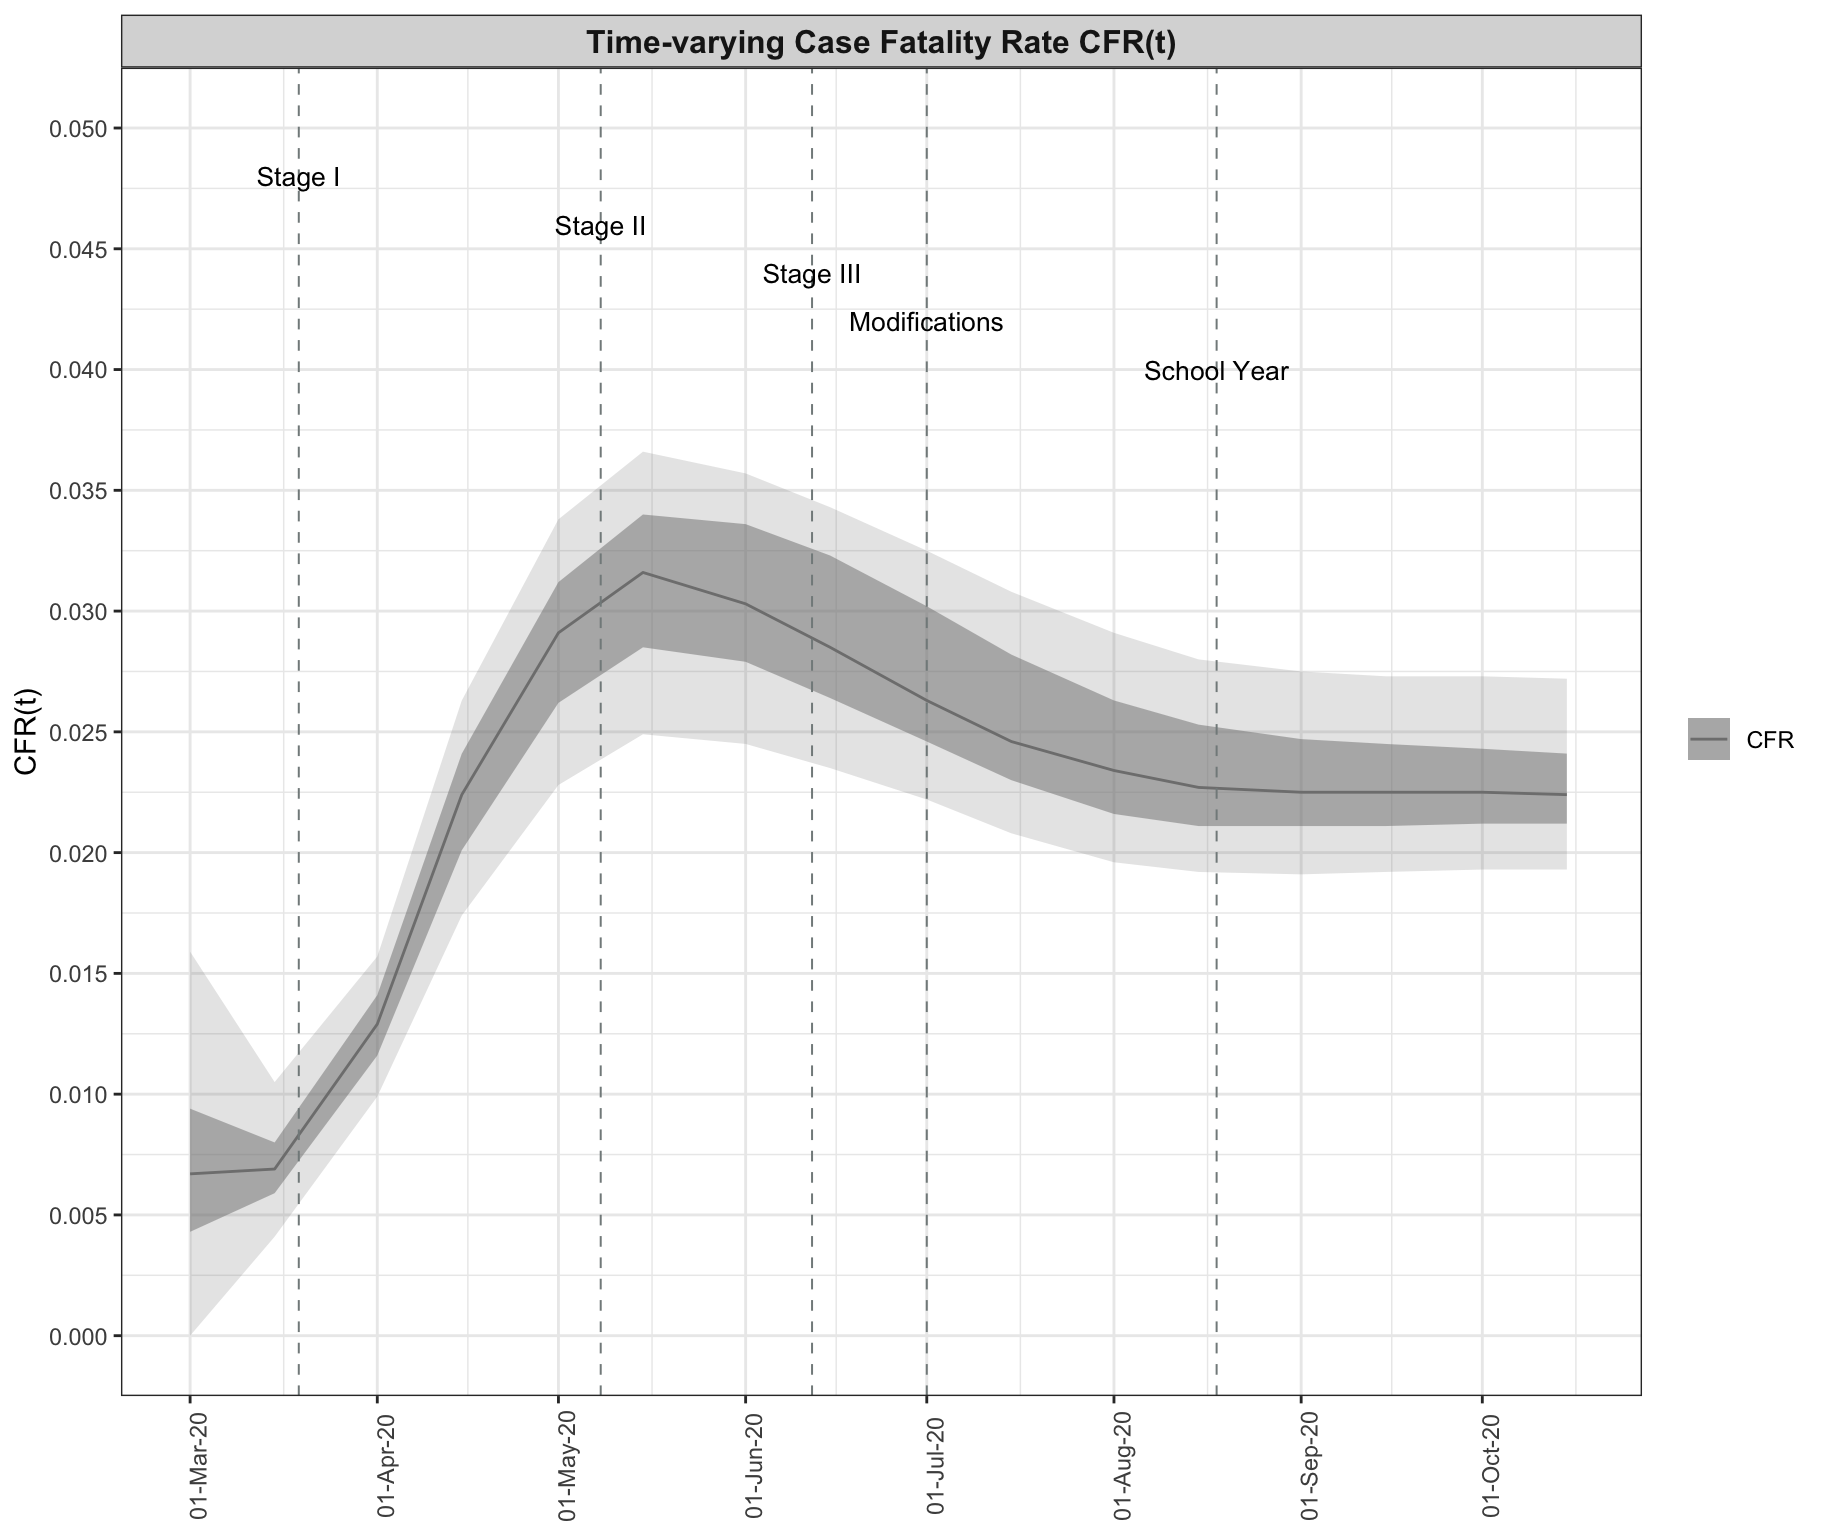 Time-varying Case Fatality Rate CFR(t)
0.050
Stage I
Stage II
0.045
Stage III
Modifications
0.040
School Year
0.035
0.030
CFR(t)
0.025
CFR
0.020
0.015
0.010
0.005
0.000
01-Mar-20
01-Apr-20
01-May-20
01-Jun-20
01-Jul-20
01-Aug-20
01-Sep-20
01-Oct-20